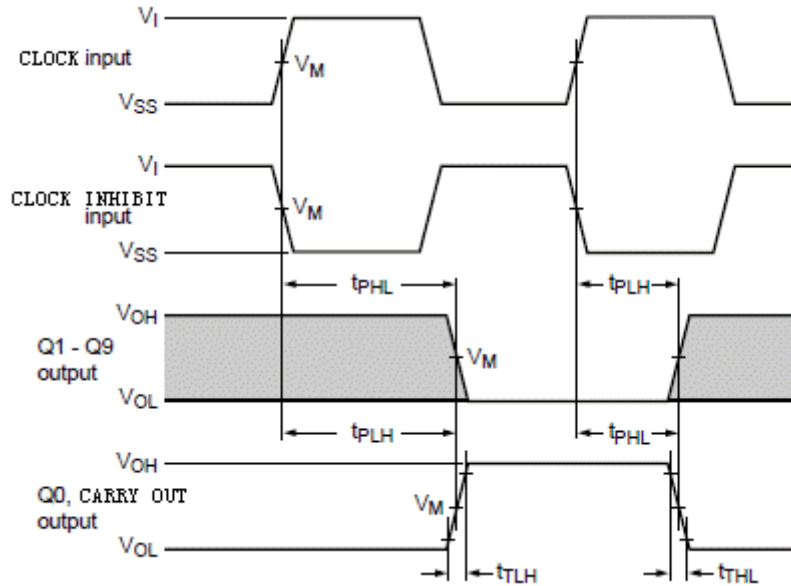 VI
CLOCK input
VM
VSS
VI
CLOCK INHIBIT
input
VM
VSS
tPHL
tPLH
VOH
Q1 - Q9
output
VM
VOL
tPLH
tPHL
VOH
Q0, CARRY OUT
output
VM
VOL
tTLH
tTHL